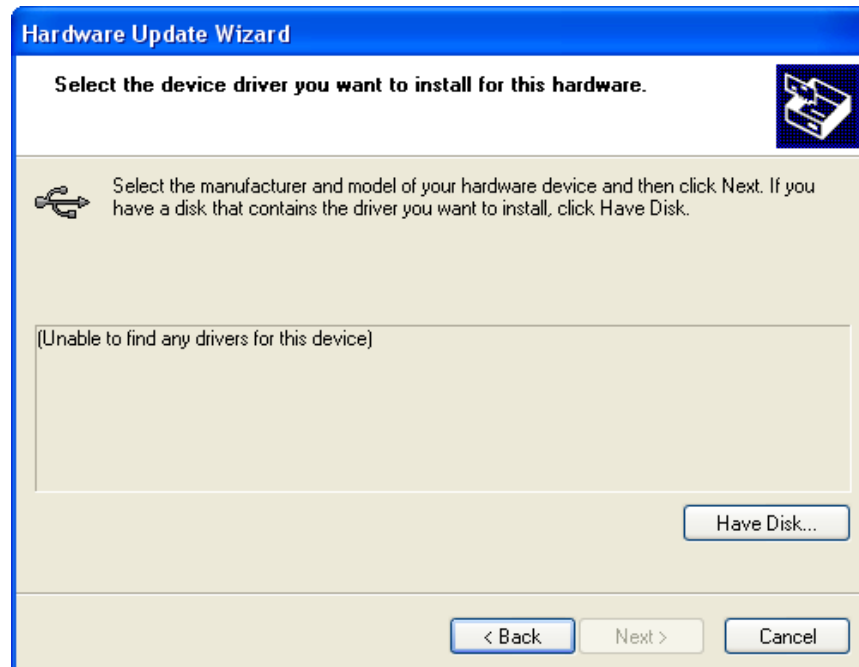 Hardware Update Wizard
Select the device driver you want to install for this hardware.
Select the manufacturer and model of your hardware device and then click Next. If you
have a disk that contains the driver you want to install, click Have Disk.
(Unable to find any drivers for this device)
Have Disk...
< Back
Next >
Cancel